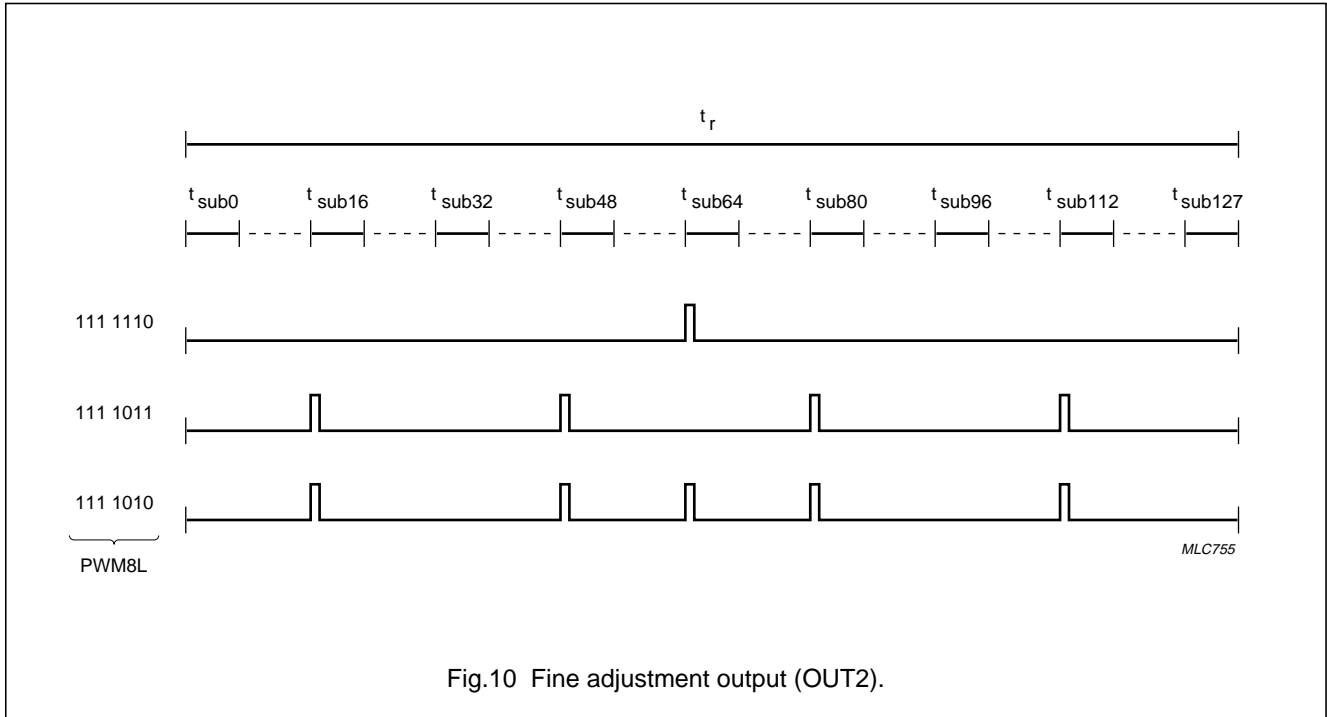 t r
t sub0 t sub16 t sub32 t sub48 t sub64 t sub80 t sub96 t sub112 t sub127
111 1110
111 1011
111 1010
PWM8L
MLC755
Fig.10 Fine adjustment output (OUT2).